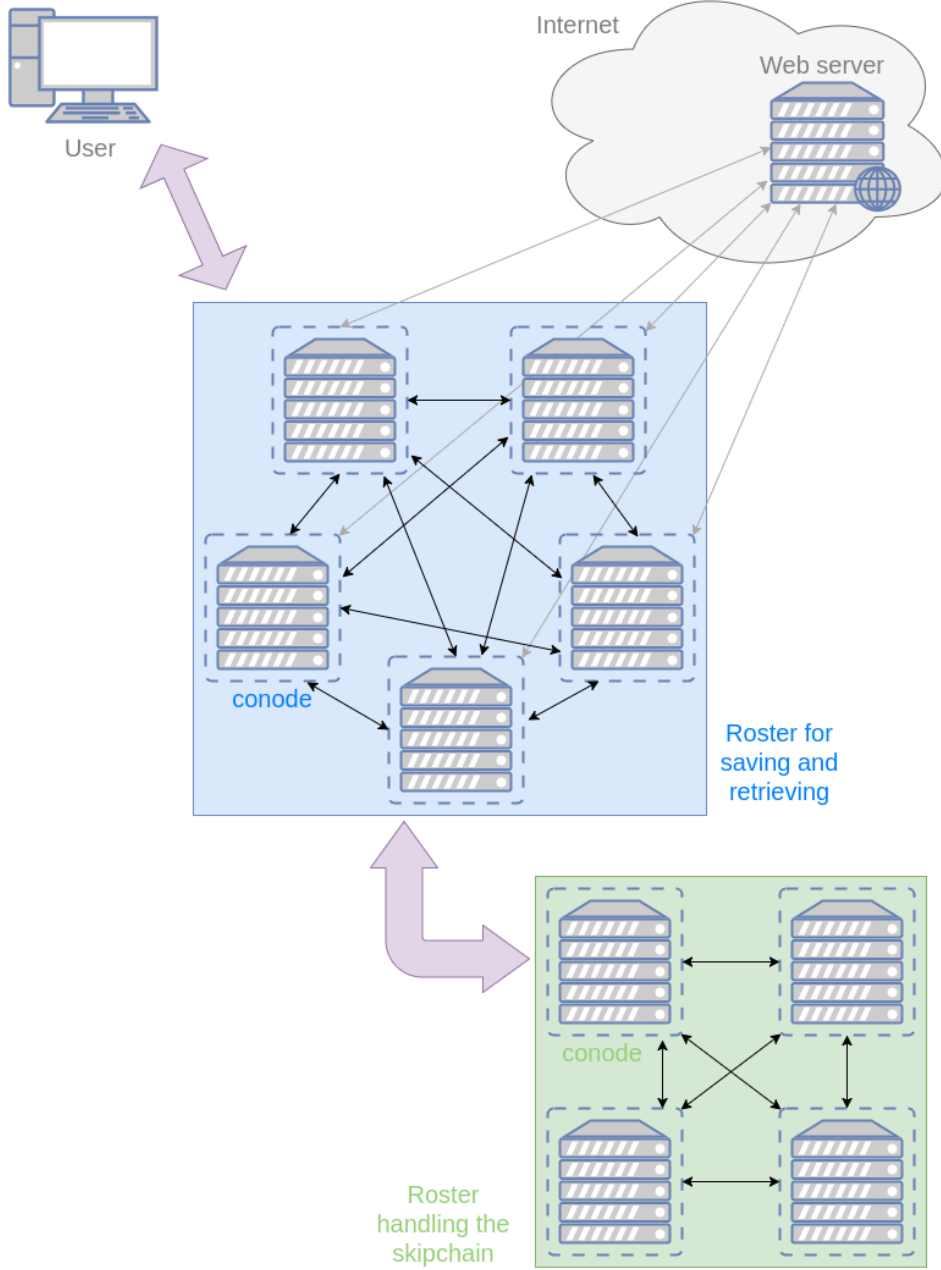 Internet
Web server
User
conode
Roster for
saving and
retrieving
conode
Roster
handling the
skipchain